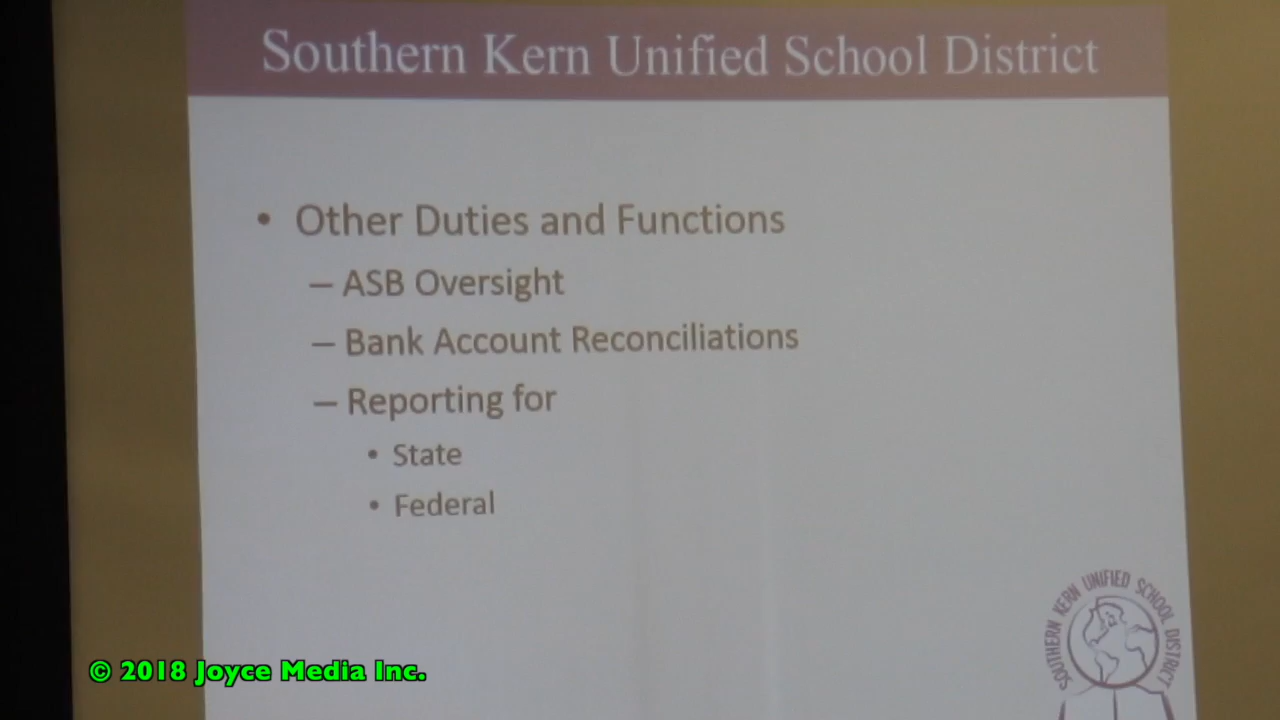 Southern Kern Unified School District
• Other Duties and Functions
– ASB Oversight
– Bank Account Reconciliations
– Reporting for
• State
• Federal
SOUTHERN KERN UNIFIED SCHOOL DISTRICT
© 2018 Joyce Media Inc.